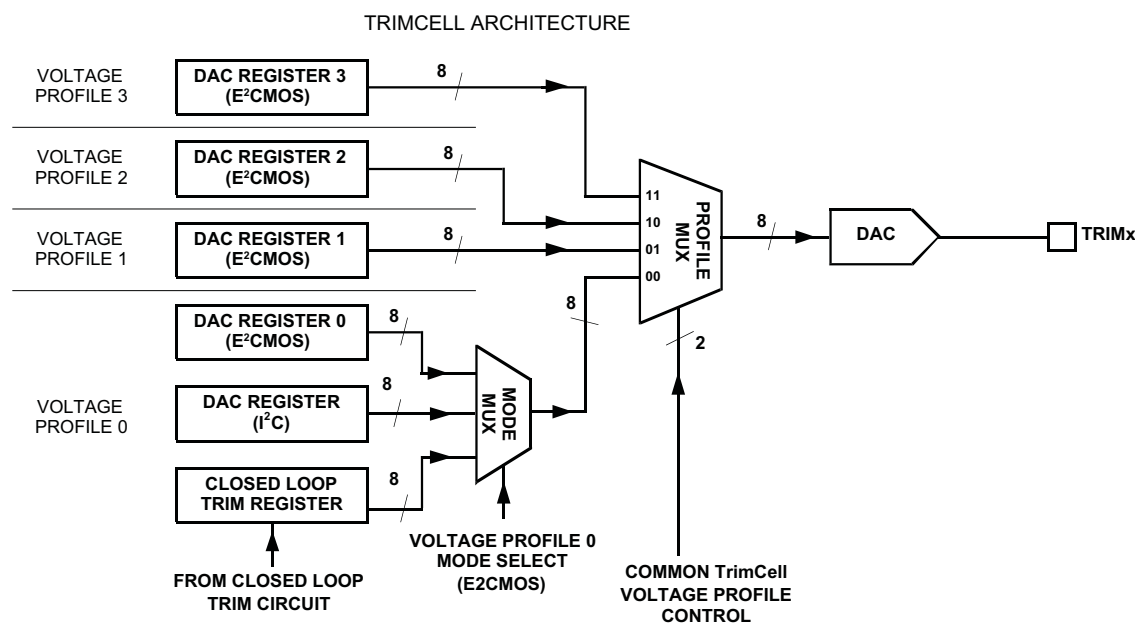 TRIMCELL ARCHITECTURE
VOLTAGE
PROFILE 3
DAC REGISTER 3
(E²CMOS)
8
VOLTAGE
PROFILE 2
DAC REGISTER 2
(E²CMOS)
8
VOLTAGE
PROFILE 1
DAC REGISTER 1
(E²CMOS)
8
VOLTAGE
PROFILE 0
DAC REGISTER 0
(E²CMOS)
8
DAC REGISTER
(I²C)
8
CLOSED LOOP
TRIM REGISTER
8
FROM CLOSED LOOP
TRIM CIRCUIT
MODE
MUX
VOLTAGE PROFILE 0
MODE SELECT
(E2CMOS)
8
11
10
01
00
PROFILE
MUX
2
COMMON TrimCell
VOLTAGE PROFILE
CONTROL
8
DAC
TRIMx